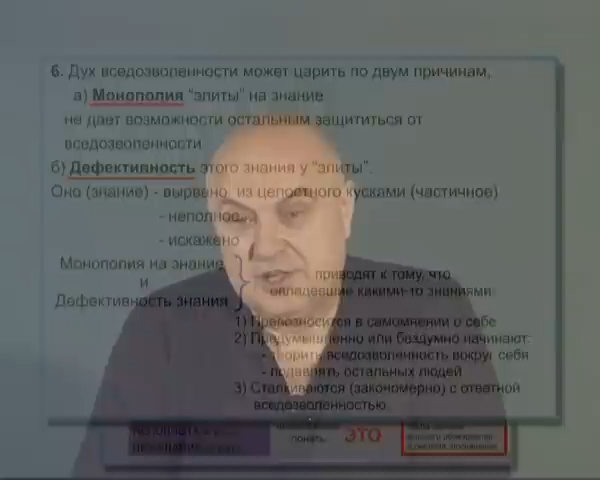 6. Дух вседозволенности может царить по двум причинам,
а) Монополия "элиты" на знание
не дает возможности остальным защититься от
вседозволенности
б) Дефективность этого знания у "элиты".
Оно (знание) - вырвано из целостного кусками (частичное)
- неполное
- искажено
Монополия на знание
и
Дефективность знания
приводят к тому, что
овладевшие какими-то знаниями
1) Превозносится в самомнении о себе
2) Предумышленно или бездумно начинают:
- творить вседозволенность вокруг себя
- подавлять остальных людей
3) Сталкиваются (закономерно) с ответной
вседозволенностью.
понять ЭТО